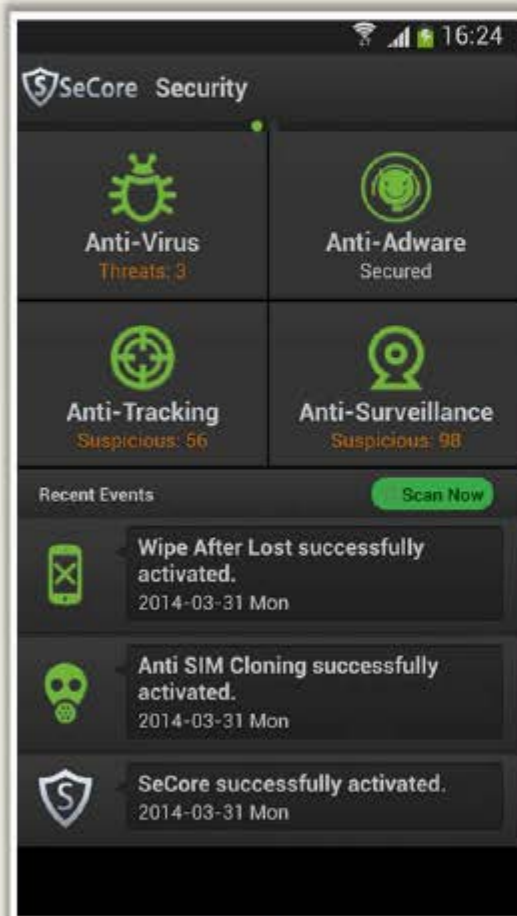 16:24
SeCore Security
Anti-Virus
Threats: 3
Anti-Adware
Secured
Anti-Tracking
Suspicious: 56
Anti-Surveillance
Suspicious: 98
Recent Events
Scan Now
Wipe After Lost successfully
activated.
2014-03-31 Mon
Anti SIM Cloning successfully
activated.
2014-03-31 Mon
SeCore successfully activated.
2014-03-31 Mon